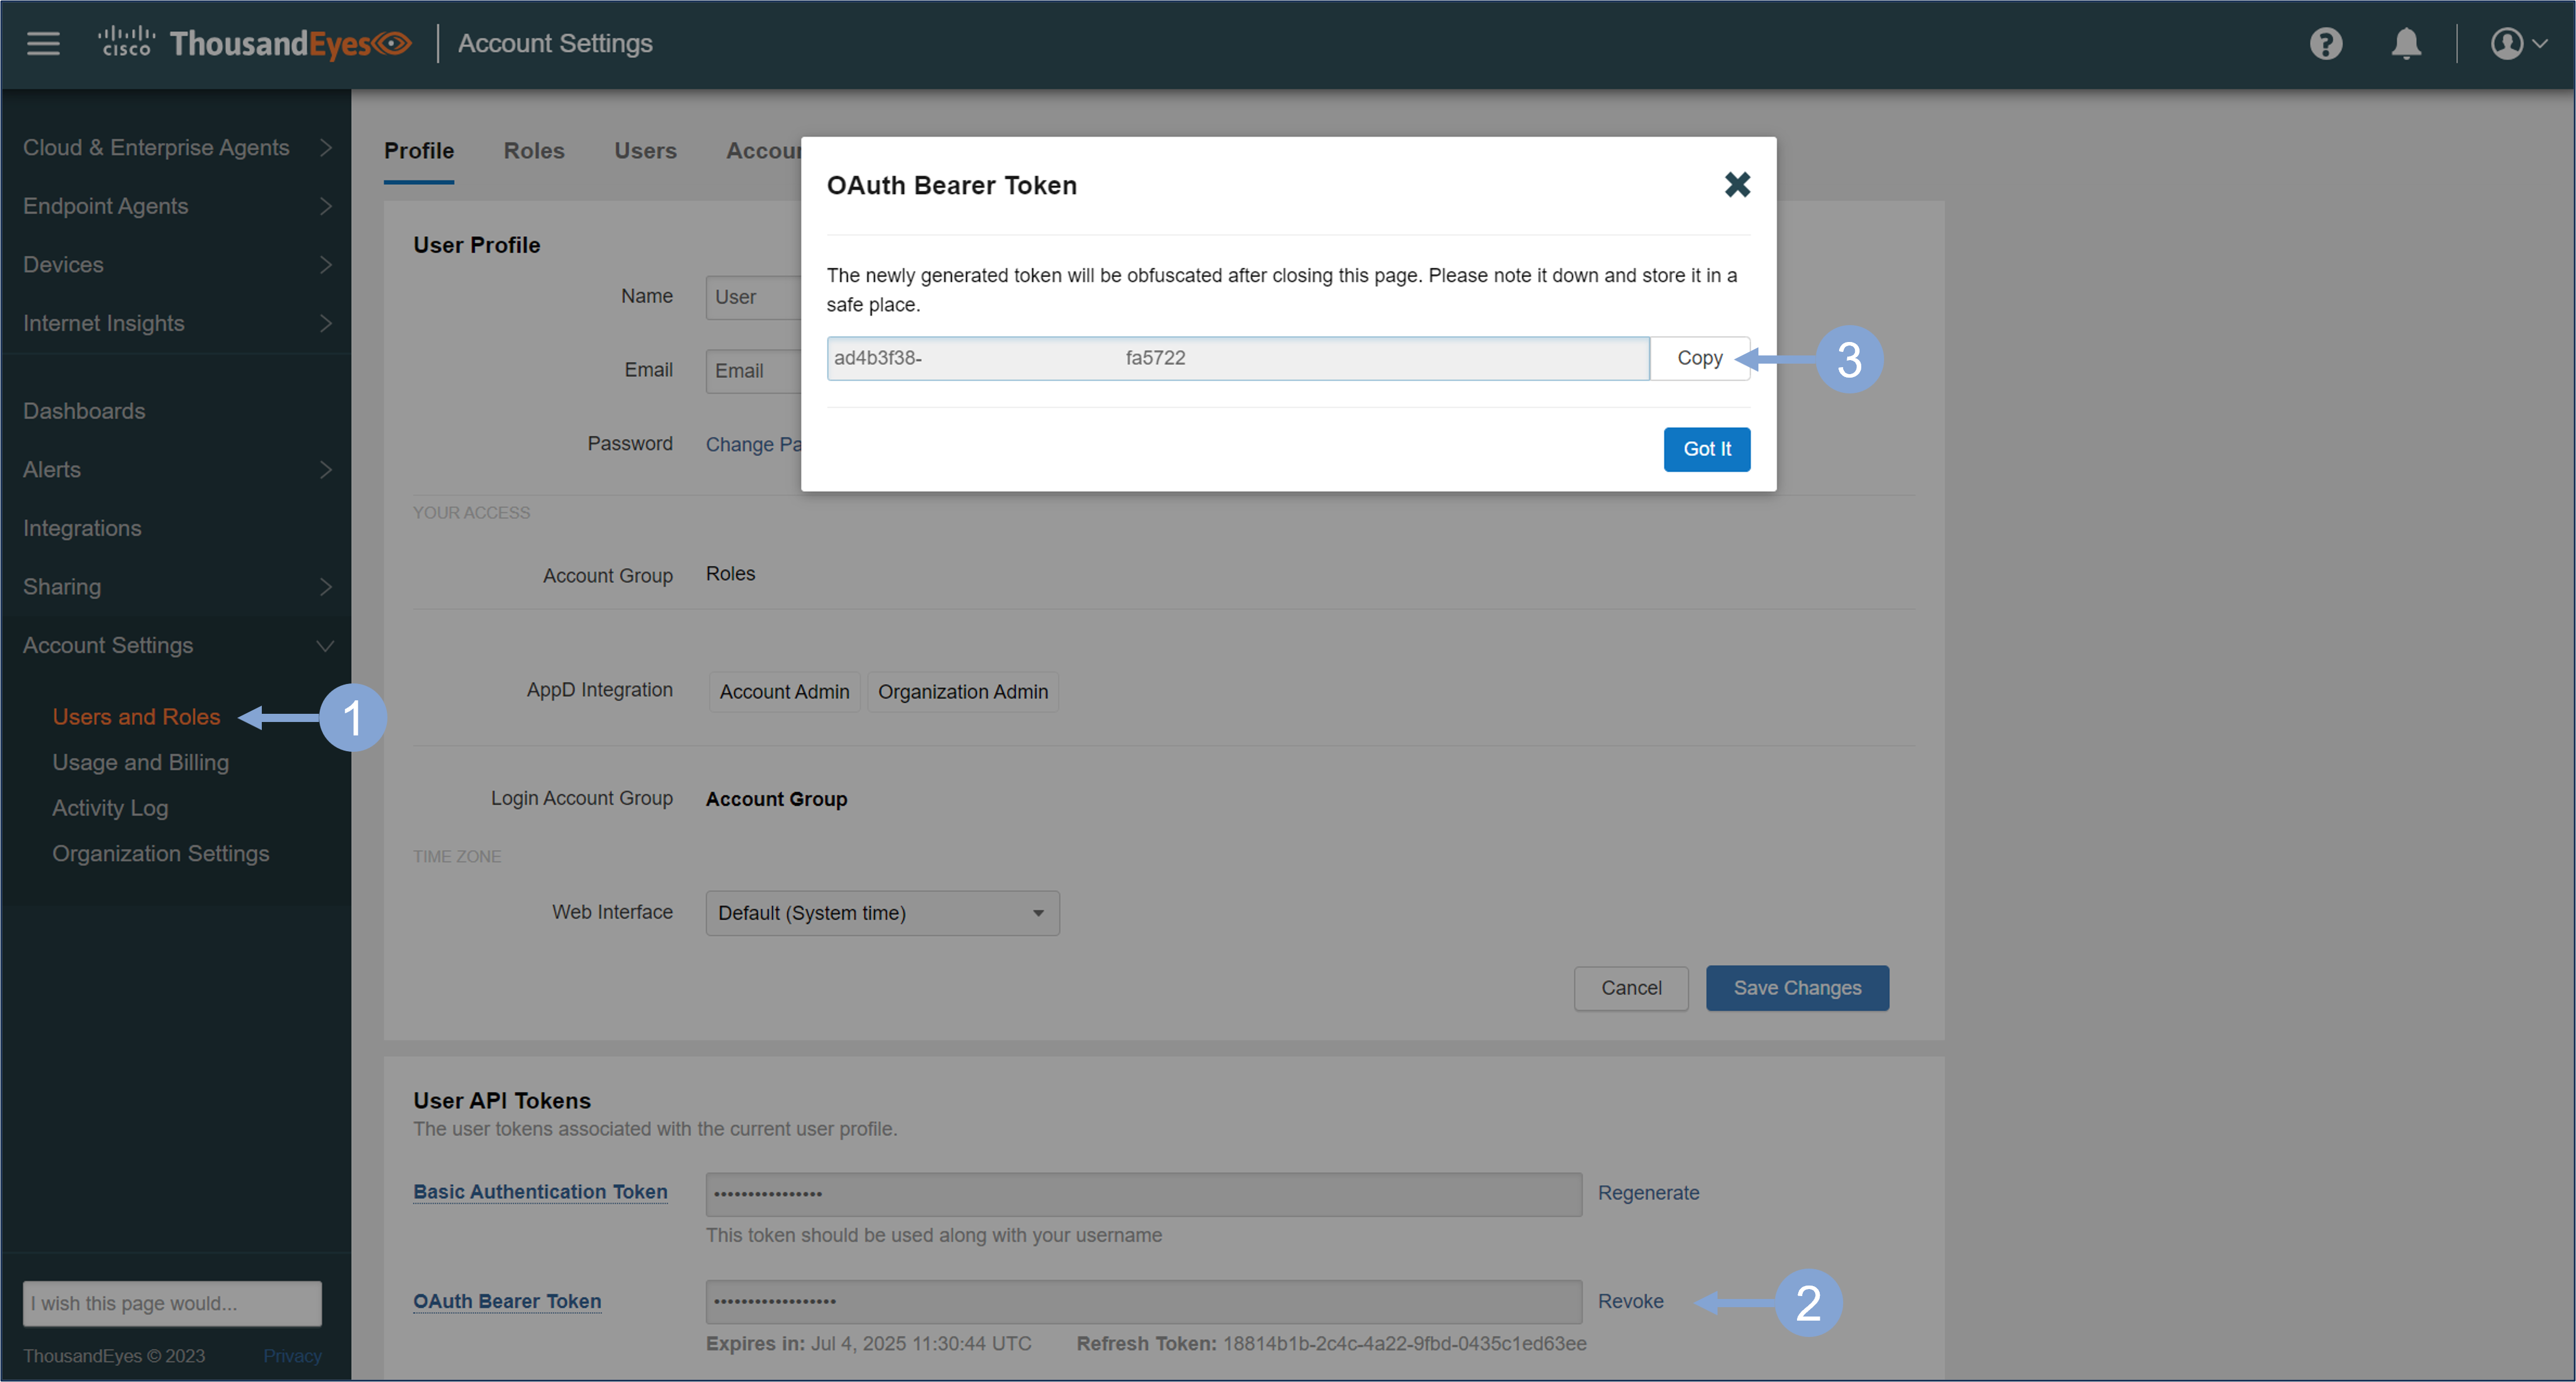 cisco ThousandEyes Account Settings
Cloud & Enterprise Agents
Endpoint Agents
Devices
Internet Insights
Dashboards
Alerts
Integrations
Sharing
Account Settings
Users and Roles
1
Usage and Billing
Activity Log
Organization Settings
I wish this page would...
ThousandEyes © 2023 Privacy
Profile Roles Users Accoun
User Profile
Name User
Email Email
Password Change Pa
OAuth Bearer Token
The newly generated token will be obfuscated after closing this page. Please note it down and store it in a
safe place.
ad4b3f38- fa5722 Copy
3
Got It
YOUR ACCESS
Account Group Roles
AppD Integration Account Admin Organization Admin
Login Account Group Account Group
TIME ZONE
Web Interface Default (System time)
Cancel Save Changes
User API Tokens
The user tokens associated with the current user profile.
Basic Authentication Token •••••••••••••••• Regenerate
This token should be used along with your username
OAuth Bearer Token •••••••••••••••••• Revoke
2
Expires in: Jul 4, 2025 11:30:44 UTC Refresh Token: 18814b1b-2c4c-4a22-9fbd-0435c1ed63ee